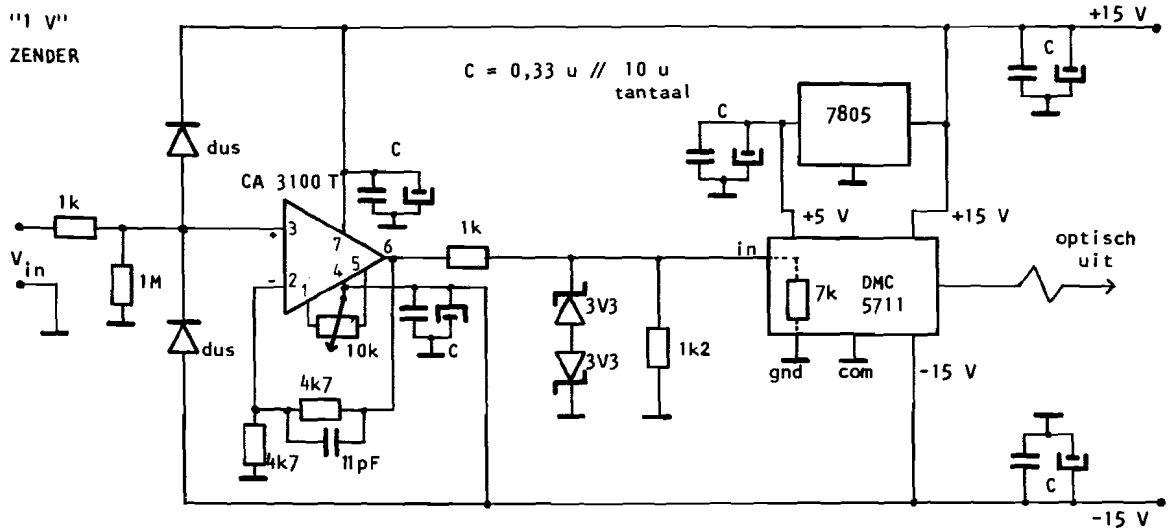 "1 V"
ZENDER
+15 V
C = 0,33 u // 10 u
tantaal
C
C
7805
dus
C
CA 3100 T
1k
3
7
+
6
1k
+5 V
+15 V
optisch
uit
V in
1M
- 2
1
4
5
in
7k
DMC
5711
3V3
dus
10k
C
3V3
1k2
gnd
com
-15 V
4k7
4k7
11pF
C
-15 V